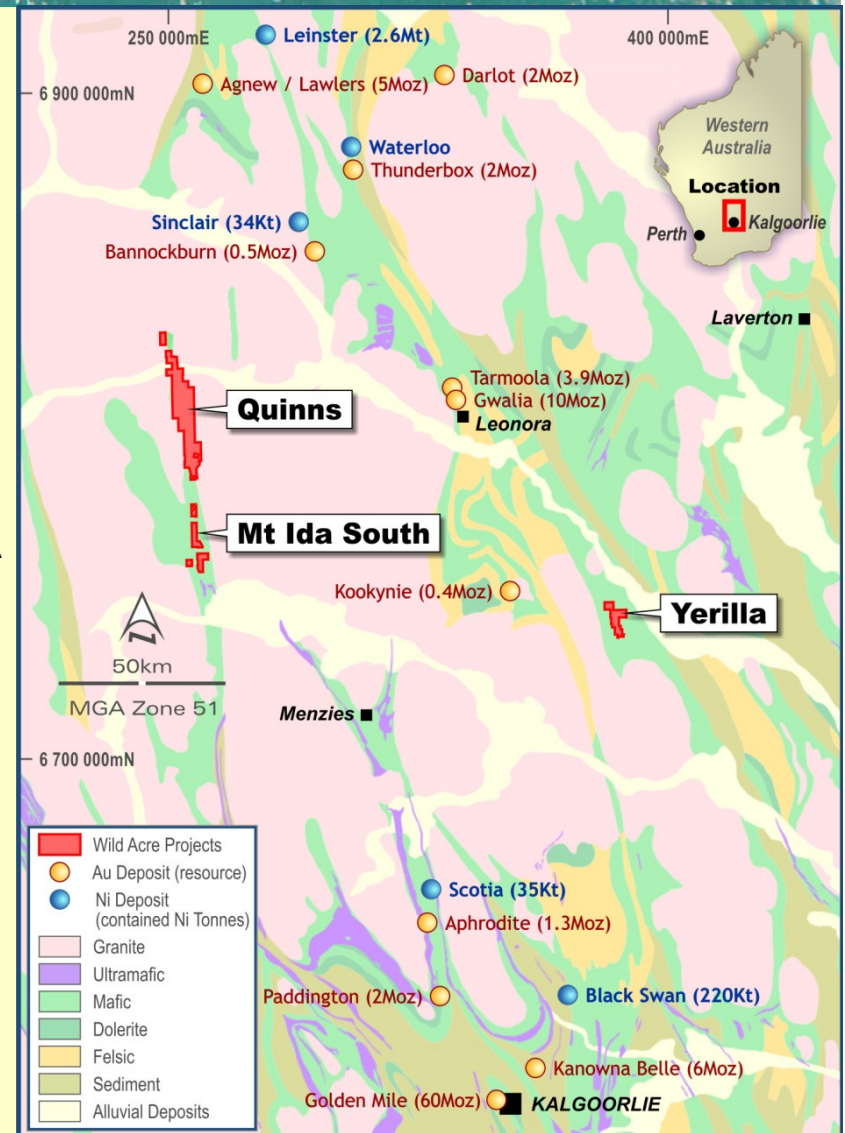 250 000mE
400 000mE
Leinster (2.6Mt)
Agnew / Lawlers (5Moz)
Darlot (2Moz)
6 900 000mN
Western
Australia
Location
Kalgoorlie
Perth
Waterloo
Thunderbox (2Moz)
Sinclair (34Kt)
Bannockburn (0.5Moz)
Laverton
Tarmoola (3.9Moz)
Gwalia (10Moz)
Leonora
Quinns
Mt Ida South
Kookynie (0.4Moz)
Yerilla
N
50km
MGA Zone 51
Menzies
6 700 000mN
Wild Acre Projects
Au Deposit (resource)
Ni Deposit
(contained Ni Tonnes)
Granite
Ultramafic
Mafic
Dolerite
Felsic
Sediment
Alluvial Deposits
Scotia (35Kt)
Aphrodite (1.3Moz)
Paddington (2Moz)
Black Swan (220Kt)
Kanowna Belle (6Moz)
Golden Mile (60Moz)
KALGOORLIE